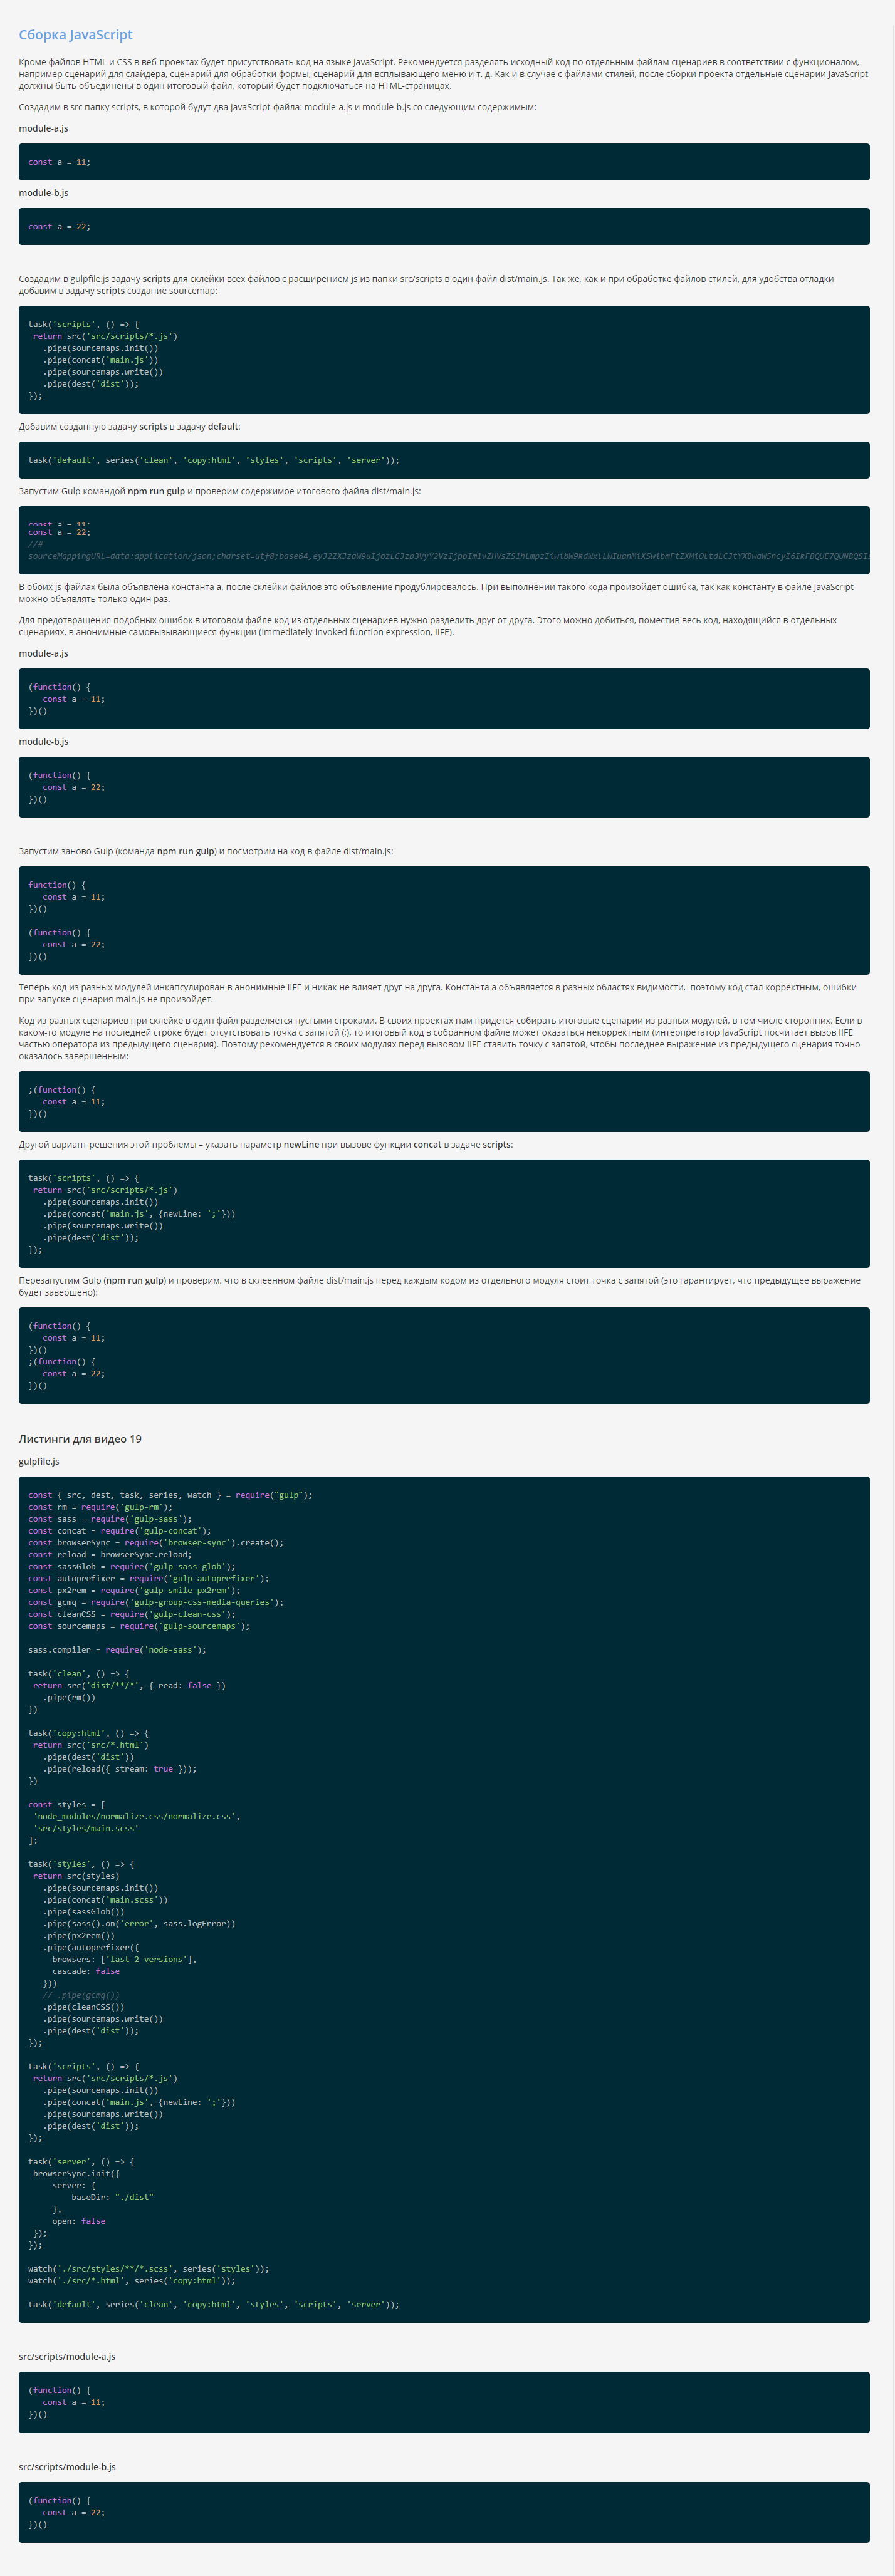 Сборка JavaScript
Кроме файлов HTML и CSS в веб-проектах будет присутствовать код на языке JavaScript. Рекомендуется разделять исходный код по отдельным файлам сценариев в соответствии с функционалом,
например сценарий для слайдера, сценарий для обработки формы, сценарий для всплывающего меню и т. д. Как и в случае с файлами стилей, после сборки проекта отдельные сценарии JavaScript
должны быть объединены в один итоговый файл, который будет подключаться на HTML-страницах.
Создадим в src папку scripts, в которой будут два JavaScript-файла: module-a.js и module-b.js со следующим содержимым:
module-a.js
const a = 11;
module-b.js
const a = 22;
Создадим в gulpfile.js задачу scripts для склейки всех файлов с расширением js из папки src/scripts в один файл dist/main.js. Так же, как и при обработке файлов стилей, для удобства отладки
добавим в задачу scripts создание sourcemap:
task('scripts', () => {
 return src('src/scripts/*.js')
   .pipe(sourcemaps.init())
   .pipe(concat('main.js'))
   .pipe(sourcemaps.write())
   .pipe(dest('dist'));
});
Добавим созданную задачу scripts в задачу default:
task('default', series('clean', 'copy:html', 'styles', 'scripts', 'server'));
Запустим Gulp командой npm run gulp и проверим содержимое итогового файла dist/main.js:
const a = 11;
const a = 22;
//#
sourceMappingURL=data:application/json;charset=utf8;base64,
В обоих js-файлах была объявлена константа a, после склейки файлов это объявление продублировалось. При выполнении такого кода произойдет ошибка, так как константу в файле JavaScript
можно объявлять только один раз.
Для предотвращения подобных ошибок в итоговом файле код из отдельных сценариев нужно разделить друг от друга. Этого можно добиться, поместив весь код, находящийся в отдельных
сценариях, в анонимные самовызывающиеся функции (Immediately-invoked function expression, IIFE).
module-a.js
(function() {
   const a = 11;
})()
module-b.js
(function() {
   const a = 22;
})()
Запустим заново Gulp (команда npm run gulp) и посмотрим на код в файле dist/main.js:
function() {
   const a = 11;
})()
(function() {
   const a = 22;
})()
Теперь код из разных модулей инкапсулирован в анонимные IIFE и никак не влияет друг на друга. Константа a объявляется в разных областях видимости,  поэтому код стал корректным, ошибки
при запуске сценария main.js не произойдет.
Код из разных сценариев при склейке в один файл разделяется пустыми строками. В своих проектах нам придется собирать итоговые сценарии из разных модулей, в том числе сторонних. Если в
каком-то модуле на последней строке будет отсутствовать точка с запятой (;), то итоговый код в собранном файле может оказаться некорректным (интерпретатор JavaScript посчитает вызов IIFE
частью оператора из предыдущего сценария). Поэтому рекомендуется в своих модулях перед вызовом IIFE ставить точку с запятой, чтобы последнее выражение из предыдущего сценария точно
оказалось завершенным:
;(function() {
   const a = 11;
})()
Другой вариант решения этой проблемы – указать параметр newLine при вызове функции concat в задаче scripts:
task('scripts', () => {
 return src('src/scripts/*.js')
   .pipe(sourcemaps.init())
   .pipe(concat('main.js', {newLine: ';'}))
   .pipe(sourcemaps.write())
   .pipe(dest('dist'));
});
Перезапустим Gulp (npm run gulp) и проверим, что в склеенном файле dist/main.js перед каждым кодом из отдельного модуля стоит точка с запятой (это гарантирует, что предыдущее выражение
будет завершено):
(function() {
   const a = 11;
})()
;(function() {
   const a = 22;
})()
Листинги для видео 19
gulpfile.js
const { src, dest, task, series, watch } = require("gulp");
const rm = require('gulp-rm');
const sass = require('gulp-sass');
const concat = require('gulp-concat');
const browserSync = require('browser-sync').create();
const reload = browserSync.reload;
const sassGlob = require('gulp-sass-glob');
const autoprefixer = require('gulp-autoprefixer');
const px2rem = require('gulp-smile-px2rem');
const gcmq = require('gulp-group-css-media-queries');
const cleanCSS = require('gulp-clean-css');
const sourcemaps = require('gulp-sourcemaps');
sass.compiler = require('node-sass');
task('clean', () => {
 return src('dist/**/*', { read: false })
   .pipe(rm())
})
task('copy:html', () => {
 return src('src/*.html')
   .pipe(dest('dist'))
   .pipe(reload({ stream: true }));
})
const styles = [
 'node_modules/normalize.css/normalize.css',
 'src/styles/main.scss'
];
task('styles', () => {
 return src(styles)
   .pipe(sourcemaps.init())
   .pipe(concat('main.scss'))
   .pipe(sassGlob())
   .pipe(sass().on('error', sass.logError))
   .pipe(px2rem())
   .pipe(autoprefixer({
     browsers: ['last 2 versions'],
     cascade: false
   }))
   // .pipe(gcmq())
   .pipe(cleanCSS())
   .pipe(sourcemaps.write())
   .pipe(dest('dist'));
});
task('scripts', () => {
 return src('src/scripts/*.js')
   .pipe(sourcemaps.init())
   .pipe(concat('main.js', {newLine: ';'}))
   .pipe(sourcemaps.write())
   .pipe(dest('dist'));
});
task('server', () => {
 browserSync.init({
     server: {
         baseDir: "./dist"
     },
     open: false
 });
});
watch('./src/styles/**/*.scss', series('styles'));
watch('./src/*.html', series('copy:html'));
task('default', series('clean', 'copy:html', 'styles', 'scripts', 'server'));
src/scripts/module-a.js
(function() {
   const a = 11;
})()
src/scripts/module-b.js
(function() {
   const a = 22;
})()